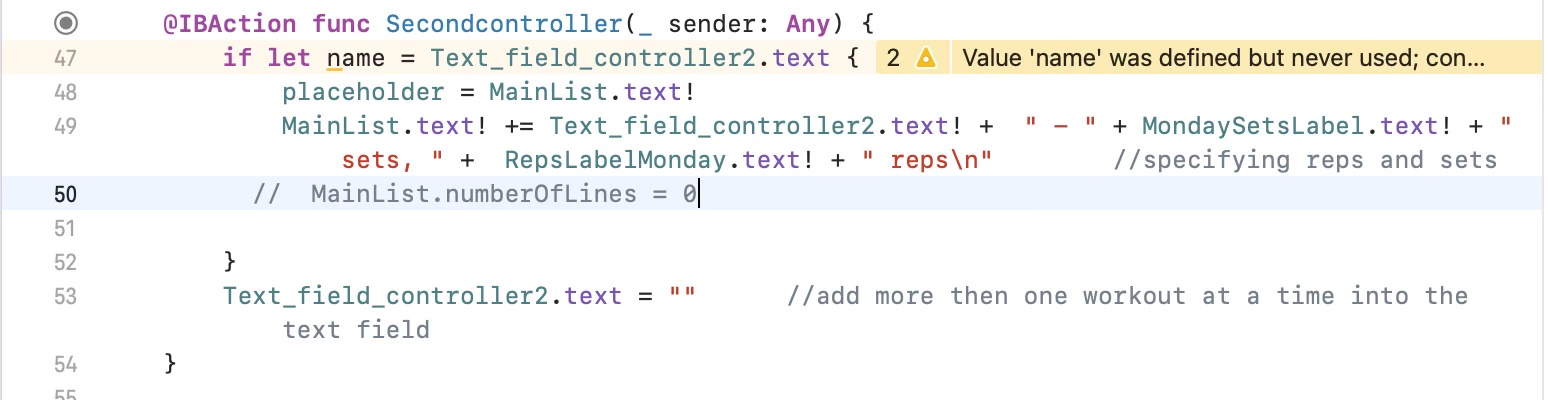 @IBAction func Secondcontroller(_ sender: Any) {
47 if let name = Text_field_controller2.text { 2 Value 'name' was defined but never used; con...
48 placeholder = MainList.text!
49 MainList.text! += Text_field_controller2.text! +  " - " + MondaySetsLabel.text! + "
sets, " +  RepsLabelMonday.text! + " reps\n" //specifying reps and sets
50 //  MainList.numberOfLines = 0
51
52 }
53 Text_field_controller2.text = "" //add more then one workout at a time into the
text field
54 }
55